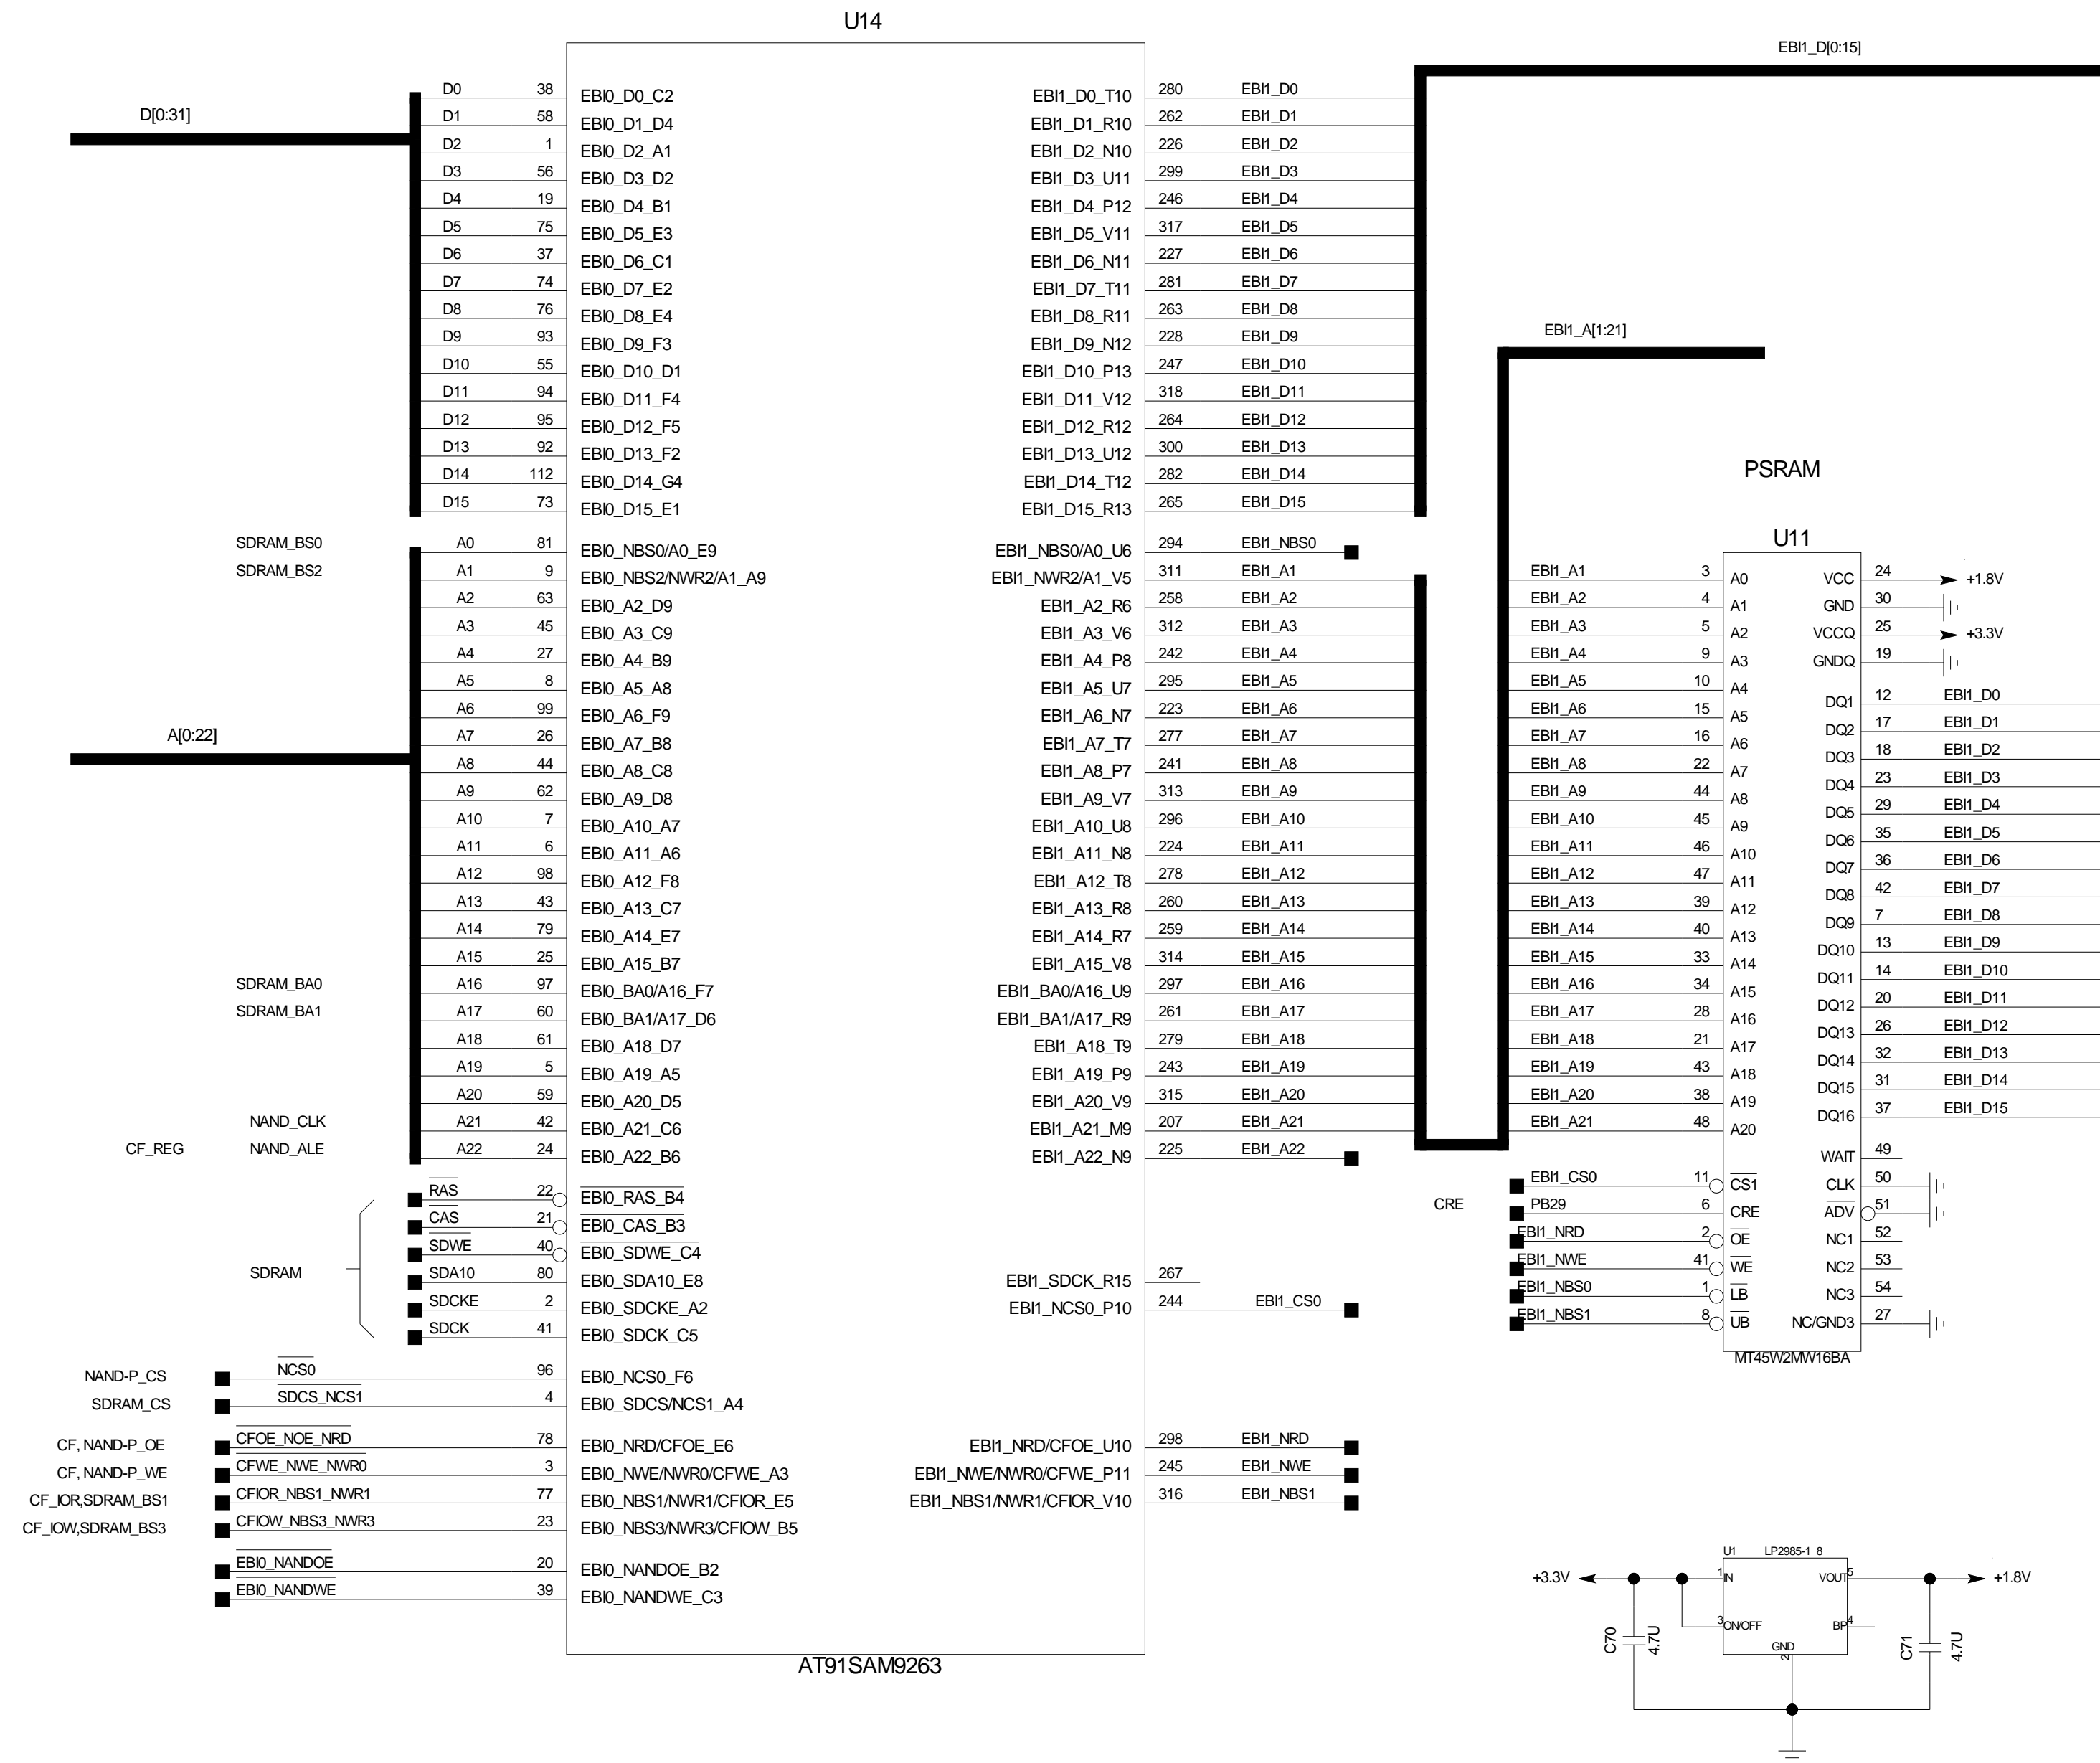 U14
EBI1_D[0:15]
D[0:31]
D0 38 EBI0_D0_C2 EBI1_D0_T10 280 EBI1_D0
D1 58 EBI0_D1_D4 EBI1_D1_R10 262 EBI1_D1
D2 1 EBI0_D2_A1 EBI1_D2_N10 226 EBI1_D2
D3 56 EBI0_D3_D2 EBI1_D3_U11 299 EBI1_D3
D4 19 EBI0_D4_B1 EBI1_D4_P12 246 EBI1_D4
D5 75 EBI0_D5_E3 EBI1_D5_V11 317 EBI1_D5
D6 37 EBI0_D6_C1 EBI1_D6_N11 227 EBI1_D6
D7 74 EBI0_D7_E2 EBI1_D7_T11 281 EBI1_D7
D8 76 EBI0_D8_E4 EBI1_D8_R11 263 EBI1_D8
D9 93 EBI0_D9_F3 EBI1_D9_N12 228 EBI1_D9
D10 55 EBI0_D10_D1 EBI1_D10_P13 247 EBI1_D10
D11 94 EBI0_D11_F4 EBI1_D11_V12 318 EBI1_D11
D12 95 EBI0_D12_F5 EBI1_D12_R12 264 EBI1_D12
D13 92 EBI0_D13_F2 EBI1_D13_U12 300 EBI1_D13
D14 112 EBI0_D14_G4 EBI1_D14_T12 282 EBI1_D14
D15 73 EBI0_D15_E1 EBI1_D15_R13 265 EBI1_D15
SDRAM_BS0 A0 81 EBI0_NBS0/A0_E9 EBI1_NBS0/A0_U6 294 EBI1_NBS0
SDRAM_BS2 A1 9 EBI0_NBS2/NWR2/A1_A9 EBI1_NWR2/A1_V5 311 EBI1_A1
A2 63 EBI0_A2_D9 EBI1_A2_R6 258 EBI1_A2
A3 45 EBI0_A3_C9 EBI1_A3_V6 312 EBI1_A3
A4 27 EBI0_A4_B9 EBI1_A4_P8 242 EBI1_A4
A5 8 EBI0_A5_A8 EBI1_A5_U7 295 EBI1_A5
A6 99 EBI0_A6_F9 EBI1_A6_N7 223 EBI1_A6
A[0:22]
A7 26 EBI0_A7_B8 EBI1_A7_T7 277 EBI1_A7
A8 44 EBI0_A8_C8 EBI1_A8_P7 241 EBI1_A8
A9 62 EBI0_A9_D8 EBI1_A9_V7 313 EBI1_A9
A10 7 EBI0_A10_A7 EBI1_A10_U8 296 EBI1_A10
A11 6 EBI0_A11_A6 EBI1_A11_N8 224 EBI1_A11
A12 98 EBI0_A12_F8 EBI1_A12_T8 278 EBI1_A12
A13 43 EBI0_A13_C7 EBI1_A13_R8 260 EBI1_A13
A14 79 EBI0_A14_E7 EBI1_A14_R7 259 EBI1_A14
A15 25 EBI0_A15_B7 EBI1_A15_V8 314 EBI1_A15
SDRAM_BA0 A16 97 EBI0_BA0/A16_F7 EBI1_BA0/A16_U9 297 EBI1_A16
SDRAM_BA1 A17 60 EBI0_BA1/A17_D6 EBI1_BA1/A17_R9 261 EBI1_A17
A18 61 EBI0_A18_D7 EBI1_A18_T9 279 EBI1_A18
A19 5 EBI0_A19_A5 EBI1_A19_P9 243 EBI1_A19
A20 59 EBI0_A20_D5 EBI1_A20_V9 315 EBI1_A20
NAND_CLK A21 42 EBI0_A21_C6 EBI1_A21_M9 207 EBI1_A21
CF_REG NAND_ALE A22 24 EBI0_A22_B6 EBI1_A22_N9 225 EBI1_A22
RAS 22 EBI0_RAS_B4
CAS 21 EBI0_CAS_B3
SDWE 40 EBI0_SDWE_C4
SDRAM
SDA10 80 EBI0_SDA10_E8 EBI1_SDCK_R15 267
SDCKE 2 EBI0_SDCKE_A2 EBI1_NCS0_P10 244 EBI1_CS0
SDCK 41 EBI0_SDCK_C5
NAND-P_CS NCS0 96 EBI0_NCS0_F6
SDRAM_CS SDCS_NCS1 4 EBI0_SDCS/NCS1_A4
CF, NAND-P_OE CFOE_NOE_NRD 78 EBI0_NRD/CFOE_E6 EBI1_NRD/CFOE_U10 298 EBI1_NRD
CF, NAND-P_WE CFWE_NWE_NWR0 3 EBI0_NWE/NWR0/CFWE_A3 EBI1_NWE/NWR0/CFWE_P11 245 EBI1_NWE
CF_IOR,SDRAM_BS1 CFIOR_NBS1_NWR1 77 EBI0_NBS1/NWR1/CFIOR_E5 EBI1_NBS1/NWR1/CFIOR_V10 316 EBI1_NBS1
CF_IOW,SDRAM_BS3 CFIOW_NBS3_NWR3 23 EBI0_NBS3/NWR3/CFIOW_B5
EBI0_NANDOE 20 EBI0_NANDOE_B2
EBI0_NANDWE 39 EBI0_NANDWE_C3
AT91SAM9263
EBI1_A[1:21]
PSRAM
U11
EBI1_A1 3 A0 VCC 24 +1.8V
EBI1_A2 4 A1 GND 30
EBI1_A3 5 A2 VCCQ 25 +3.3V
EBI1_A4 9 A3 GNDQ 19
EBI1_A5 10 A4 DQ1 12 EBI1_D0
EBI1_A6 15 A5 DQ2 17 EBI1_D1
EBI1_A7 16 A6 DQ3 18 EBI1_D2
EBI1_A8 22 A7 DQ4 23 EBI1_D3
EBI1_A9 44 A8 DQ5 29 EBI1_D4
EBI1_A10 45 A9 DQ6 35 EBI1_D5
EBI1_A11 46 A10 DQ7 36 EBI1_D6
EBI1_A12 47 A11 DQ8 42 EBI1_D7
EBI1_A13 39 A12 DQ9 7 EBI1_D8
EBI1_A14 40 A13 DQ10 13 EBI1_D9
EBI1_A15 33 A14 DQ11 14 EBI1_D10
EBI1_A16 34 A15 DQ12 20 EBI1_D11
EBI1_A17 28 A16 DQ13 26 EBI1_D12
EBI1_A18 21 A17 DQ14 32 EBI1_D13
EBI1_A19 43 A18 DQ15 31 EBI1_D14
EBI1_A20 38 A19 DQ16 37 EBI1_D15
EBI1_A21 48 A20
WAIT 49
EBI1_CS0 11 CS1 CLK 50
CRE PB29 6 CRE ADV 51
EBI1_NRD 2 OE NC1 52
EBI1_NWE 41 WE NC2 53
EBI1_NBS0 1 LB NC3 54
EBI1_NBS1 8 UB NC/GND3 27
MT45W2MW16BA
U1 LP2985-1_8
+3.3V 1 IN VOUT 5 +1.8V
3 ON/OFF BP 4
GND
2
C70 4.7U
C71 4.7U